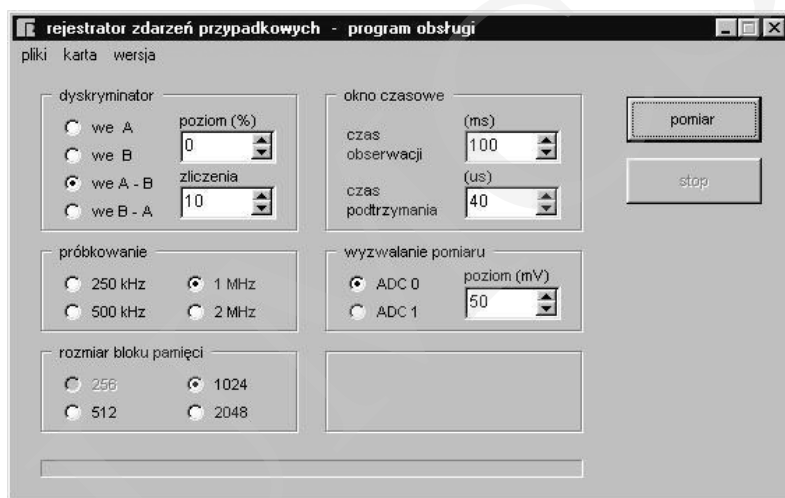 rejestrator zdarzeń przypadkowych - program obsługi
pliki karta wersja
dyskryminator
we A
we B
we A - B
we B - A
poziom (%)
0
zliczenia
10
okno czasowe
czas
obserwacji
(ms)
100
czas
podtrzymania
(us)
40
pomiar
stop
próbkowanie
250 kHz
1 MHz
500 kHz
2 MHz
wyzwalanie pomiaru
ADC 0
ADC 1
poziom (mV)
50
rozmiar bloku pamięci
256
1024
512
2048